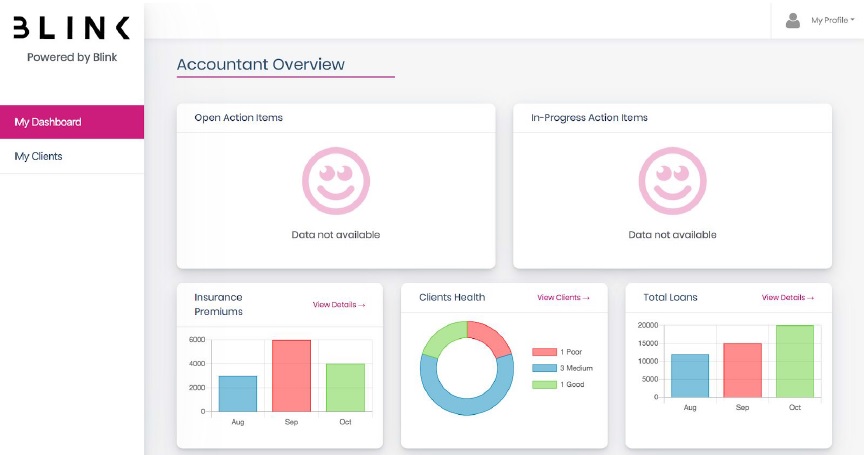 BLINK
Powered by Blink
My Dashboard
My Clients
My Profile
Accountant Overview
Open Action Items
Data not available
In-Progress Action Items
Data not available
Insurance
Premiums
View Details →
6000
4000
2000
0
Aug Sep Oct
Clients Health
View Clients →
1 Poor
3 Medium
1 Good
Total Loans
View Details →
20000
15000
10000
5000
0
Aug Sep Oct